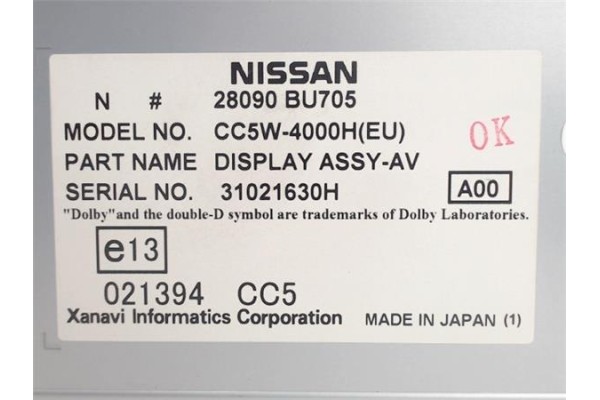 NISSAN
N # 28090 BU705
MODEL NO. CC5W-4000H(EU)
PART NAME DISPLAY ASSY-AV
SERIAL NO. 31021630H
OK
A00
"Dolby"and the double-D symbol are trademarks of Dolby Laboratories.
e13
021394 CC5
Xanavi Informatics Corporation MADE IN JAPAN (1)